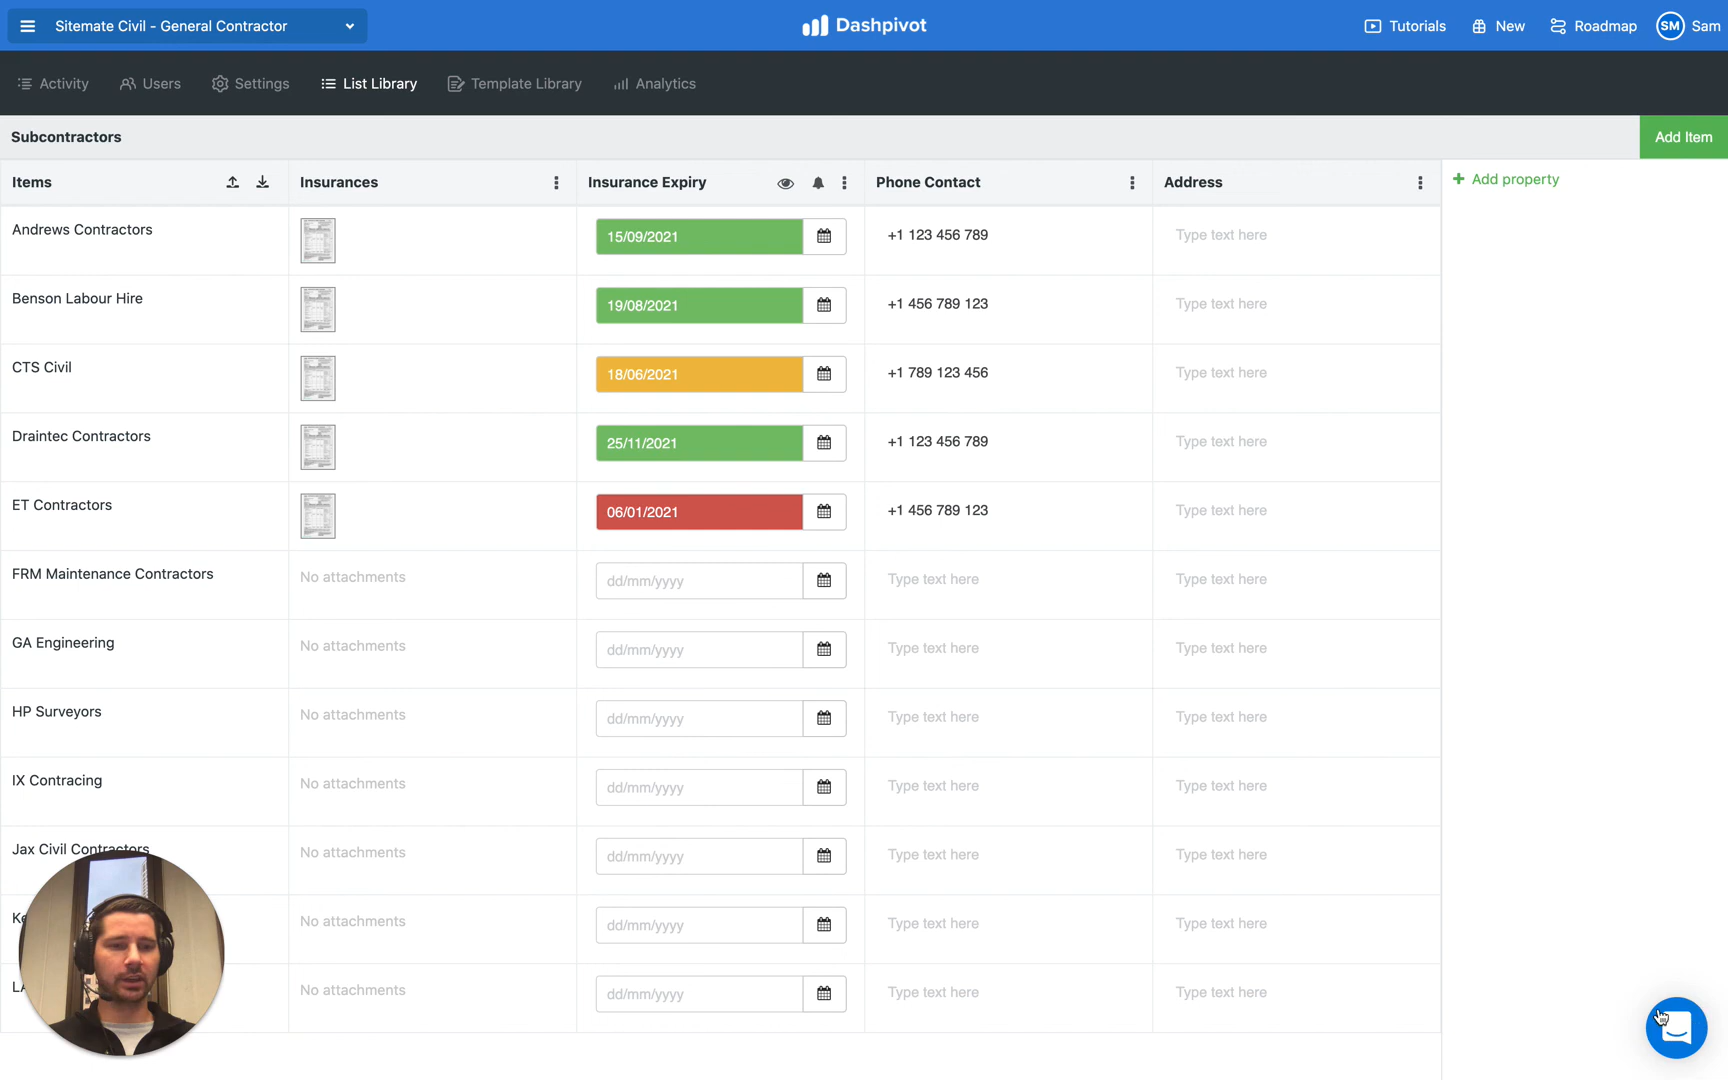 Sitemate Civil - General Contractor
Dashpivot
Tutorials
New
Roadmap
SM
Sam
Activity
Users
Settings
List Library
Template Library
Analytics
Subcontractors
Add Item
Items
Insurances
Insurance Expiry
Phone Contact
Address
+ Add property
Andrews Contractors
15/09/2021
+1 123 456 789
Type text here
Benson Labour Hire
19/08/2021
+1 456 789 123
Type text here
CTS Civil
18/06/2021
+1 789 123 456
Type text here
Draintec Contractors
25/11/2021
+1 123 456 789
Type text here
ET Contractors
06/01/2021
+1 456 789 123
Type text here
FRM Maintenance Contractors
No attachments
dd/mm/yyyy
Type text here
Type text here
GA Engineering
No attachments
dd/mm/yyyy
Type text here
Type text here
HP Surveyors
No attachments
dd/mm/yyyy
Type text here
Type text here
IX Contracing
No attachments
dd/mm/yyyy
Type text here
Type text here
Jax Civil Contractors
No attachments
dd/mm/yyyy
Type text here
Type text here
No attachments
dd/mm/yyyy
Type text here
Type text here
No attachments
dd/mm/yyyy
Type text here
Type text here